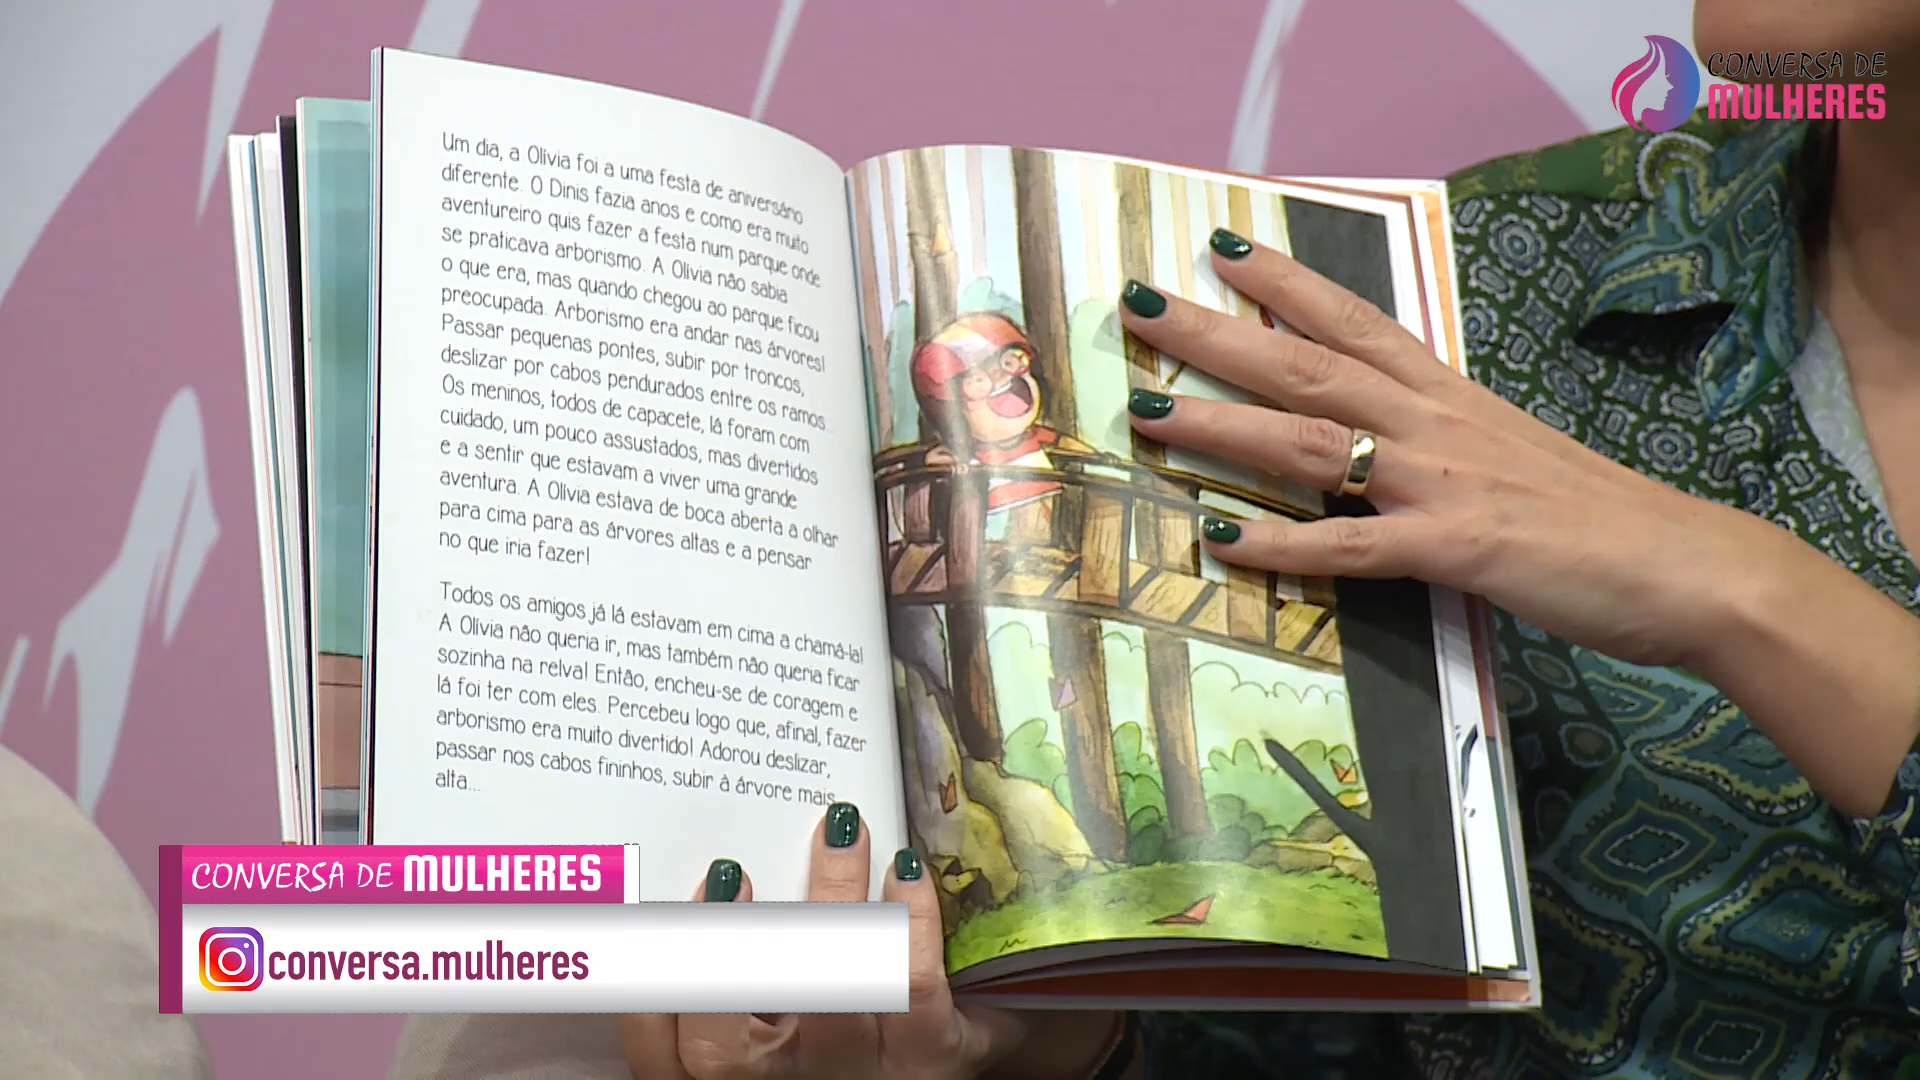 CONVERSA DE
MULHERES
Um dia, a Olívia foi a uma festa de aniversário
diferente. O Dinis fazia anos e como era muito
aventureiro quis fazer a festa num parque onde
se praticava arborismo. A Olívia não sabia
o que era, mas quando chegou ao parque ficou
preocupada. Arborismo era andar nas árvores!
Passar pequenas pontes, subir por troncos,
deslizar por cabos pendurados entre os ramos...
Os meninos, todos de capacete, lá foram com
cuidado, um pouco assustados, mas divertidos
e a sentir que estavam a viver uma grande
aventura. A Olívia estava de boca aberta a olhar
para cima para as árvores altas e a pensar
no que iria fazer!
Todos os amigos já lá estavam em cima a chamá-la!
A Olívia não queria ir, mas também não queria ficar
sozinha na relva! Então, encheu-se de coragem e
lá foi ter com eles. Percebeu logo que, afinal, fazer
arborismo era muito divertido! Adorou deslizar,
passar nos cabos fininhos, subir à árvore mais
alta...
CONVERSA DE MULHERES
conversa.mulheres